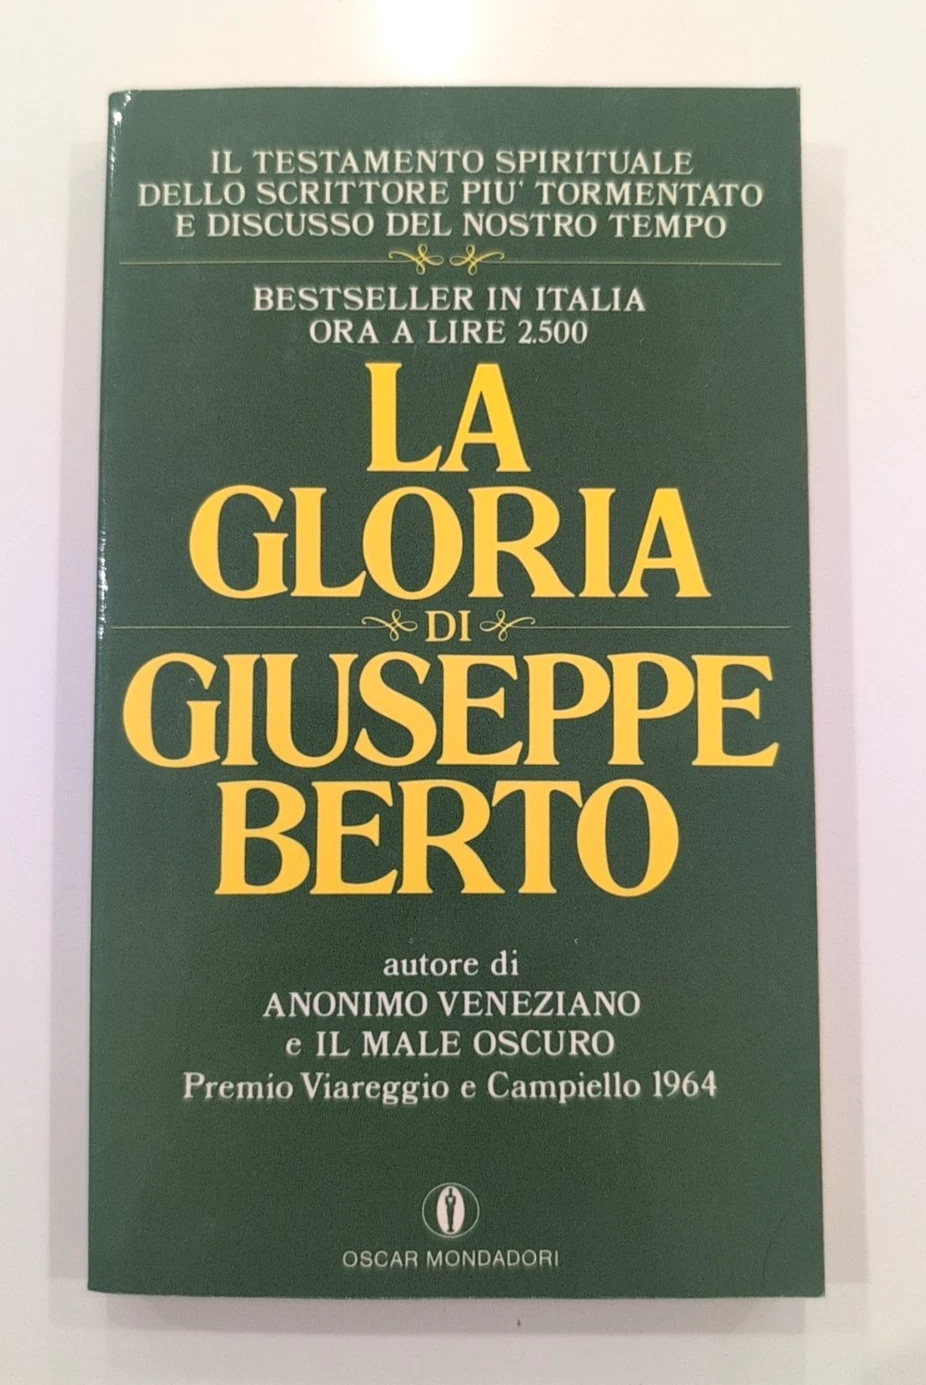 IL TESTAMENTO SPIRITUALE
DELLO SCRITTORE PIU' TORMENTATO
E DISCUSSO DEL NOSTRO TEMPO
BESTSELLER IN ITALIA
ORA A LIRE 2.500
LA
GLORIA
DI
GIUSEPPE
BERTO
autore di
ANONIMO VENEZIANO
e IL MALE OSCURO
Premio Viareggio e Campiello 1964
OSCAR MONDADORI